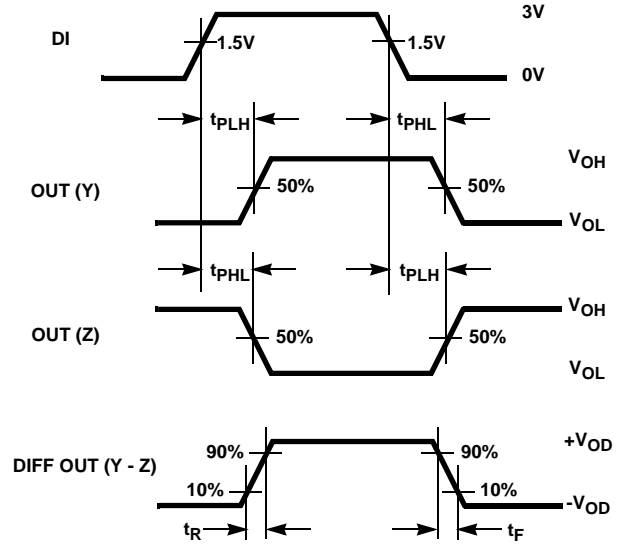 3V
DI
1.5V
1.5V
0V
tPLH
tPHL
VOH
50%
50%
OUT (Y)
VOL
tPHL
tPLH
VOH
OUT (Z)
50%
50%
VOL
+VOD
90%
90%
DIFF OUT (Y - Z)
10%
10%
-VOD
tR
tF